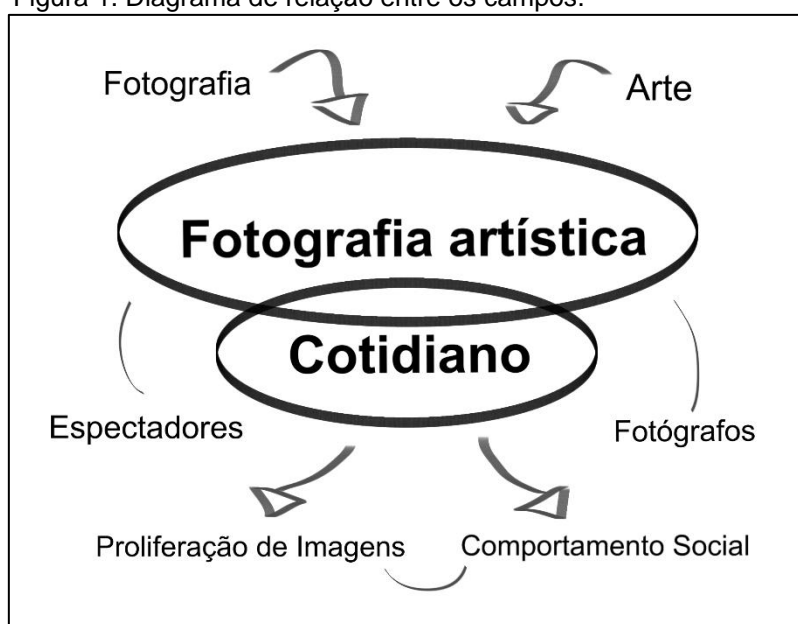 Figura 1: Diagrama de relação entre os campos.
Fotografia
Arte
Fotografia artística
Cotidiano
Espectadores
Fotógrafos
Proliferação de Imagens
Comportamento Social